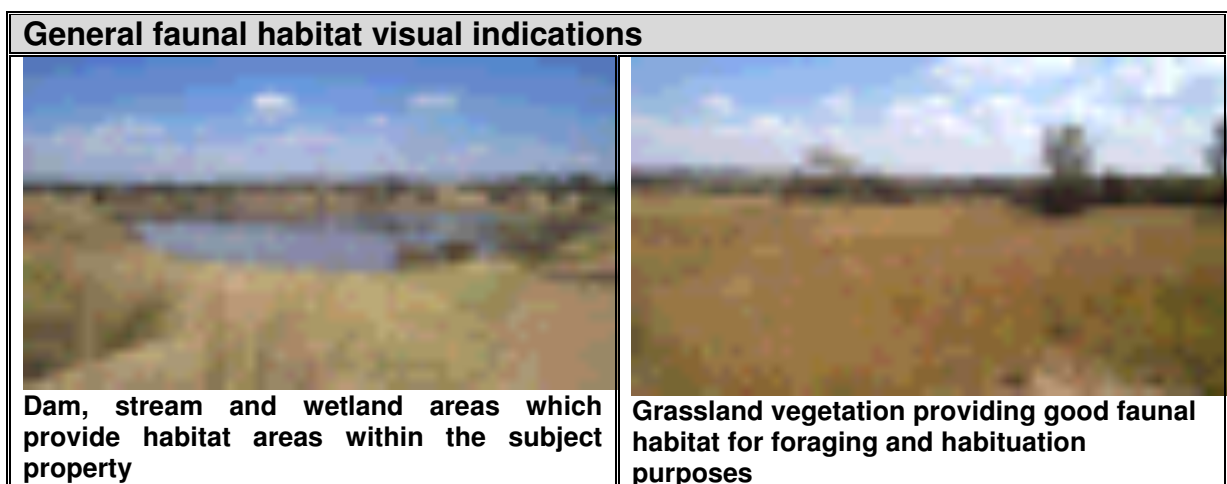 General faunal habitat visual indications
Dam, stream and wetland areas which
provide habitat areas within the subject
property
Grassland vegetation providing good faunal
habitat for foraging and habituation
purposes